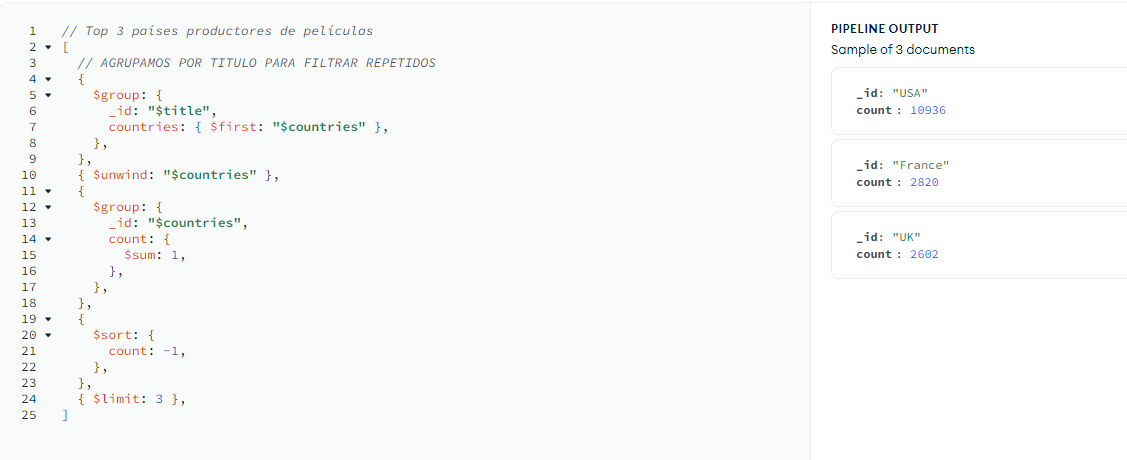 1 // Top 3 países productores de películas
2 [
3 // AGRUPAMOS POR TITULO PARA FILTRAR REPETIDOS
4 {
5 $group: {
6 _id: "$title",
7 countries: { $first: "$countries" },
8 },
9 },
10 { $unwind: "$countries" },
11 {
12 $group: {
13 _id: "$countries",
14 count: {
15 $sum: 1,
16 },
17 },
18 },
19 {
20 $sort: {
21 count: -1,
22 },
23 },
24 { $limit: 3 },
25 ]
PIPELINE OUTPUT
Sample of 3 documents
_id: "USA"
count : 10936
_id: "France"
count : 2820
_id: "UK"
count : 2602